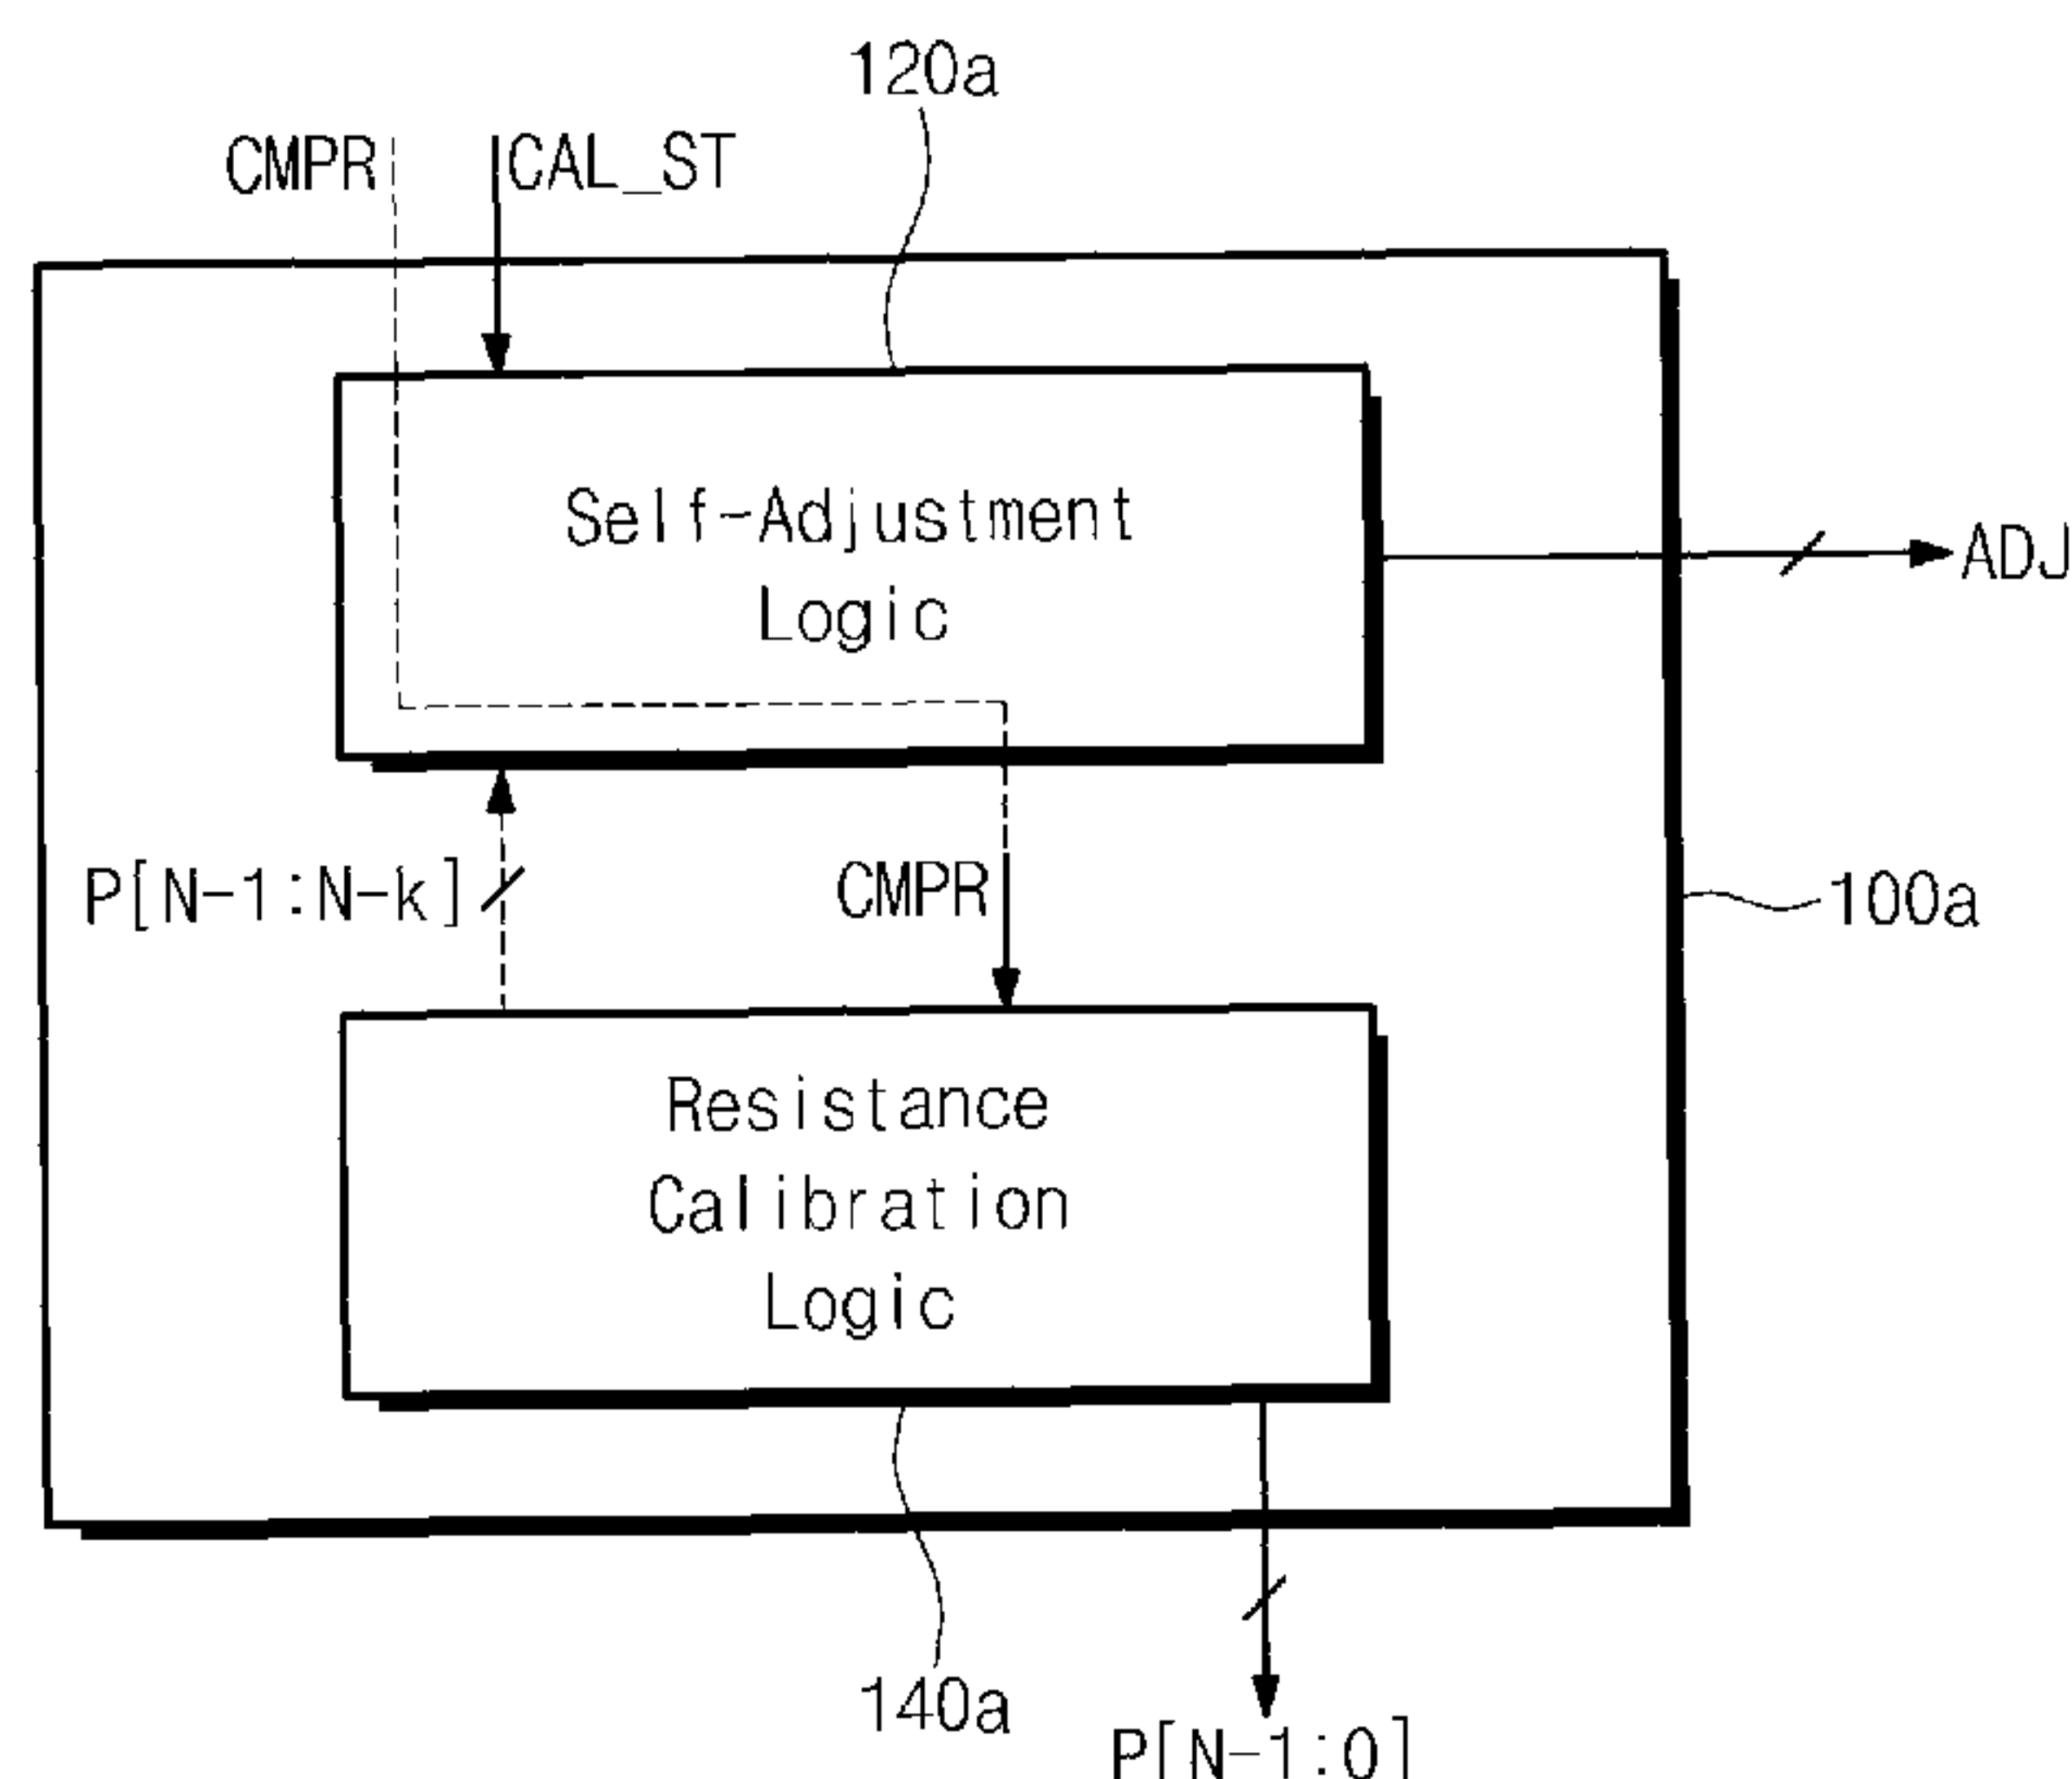 120a
CMPR
CAL_ST
Self-Adjustment
Logic
ADJ
P[N-1:N-k]
CMPR
100a
Resistance
Calibration
Logic
140a
P[N-1:0]